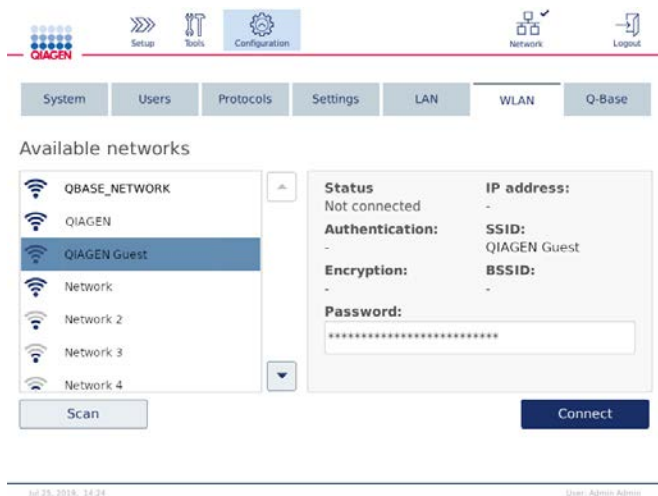 QIAGEN
Setup
Tools
Configuration
Network
Logout
System Users Protocols Settings LAN WLAN Q-Base
Available networks
QBASE_NETWORK
QIAGEN
QIAGEN Guest
Network
Network 2
Network 3
Network 4
Status
Not connected
IP address:
-
Authentication:
-
SSID:
QIAGEN Guest
Encryption:
-
BSSID:
-
Password:
**************************
Scan
Connect
Jul 25, 2019, 14:24
User: Admin Admin